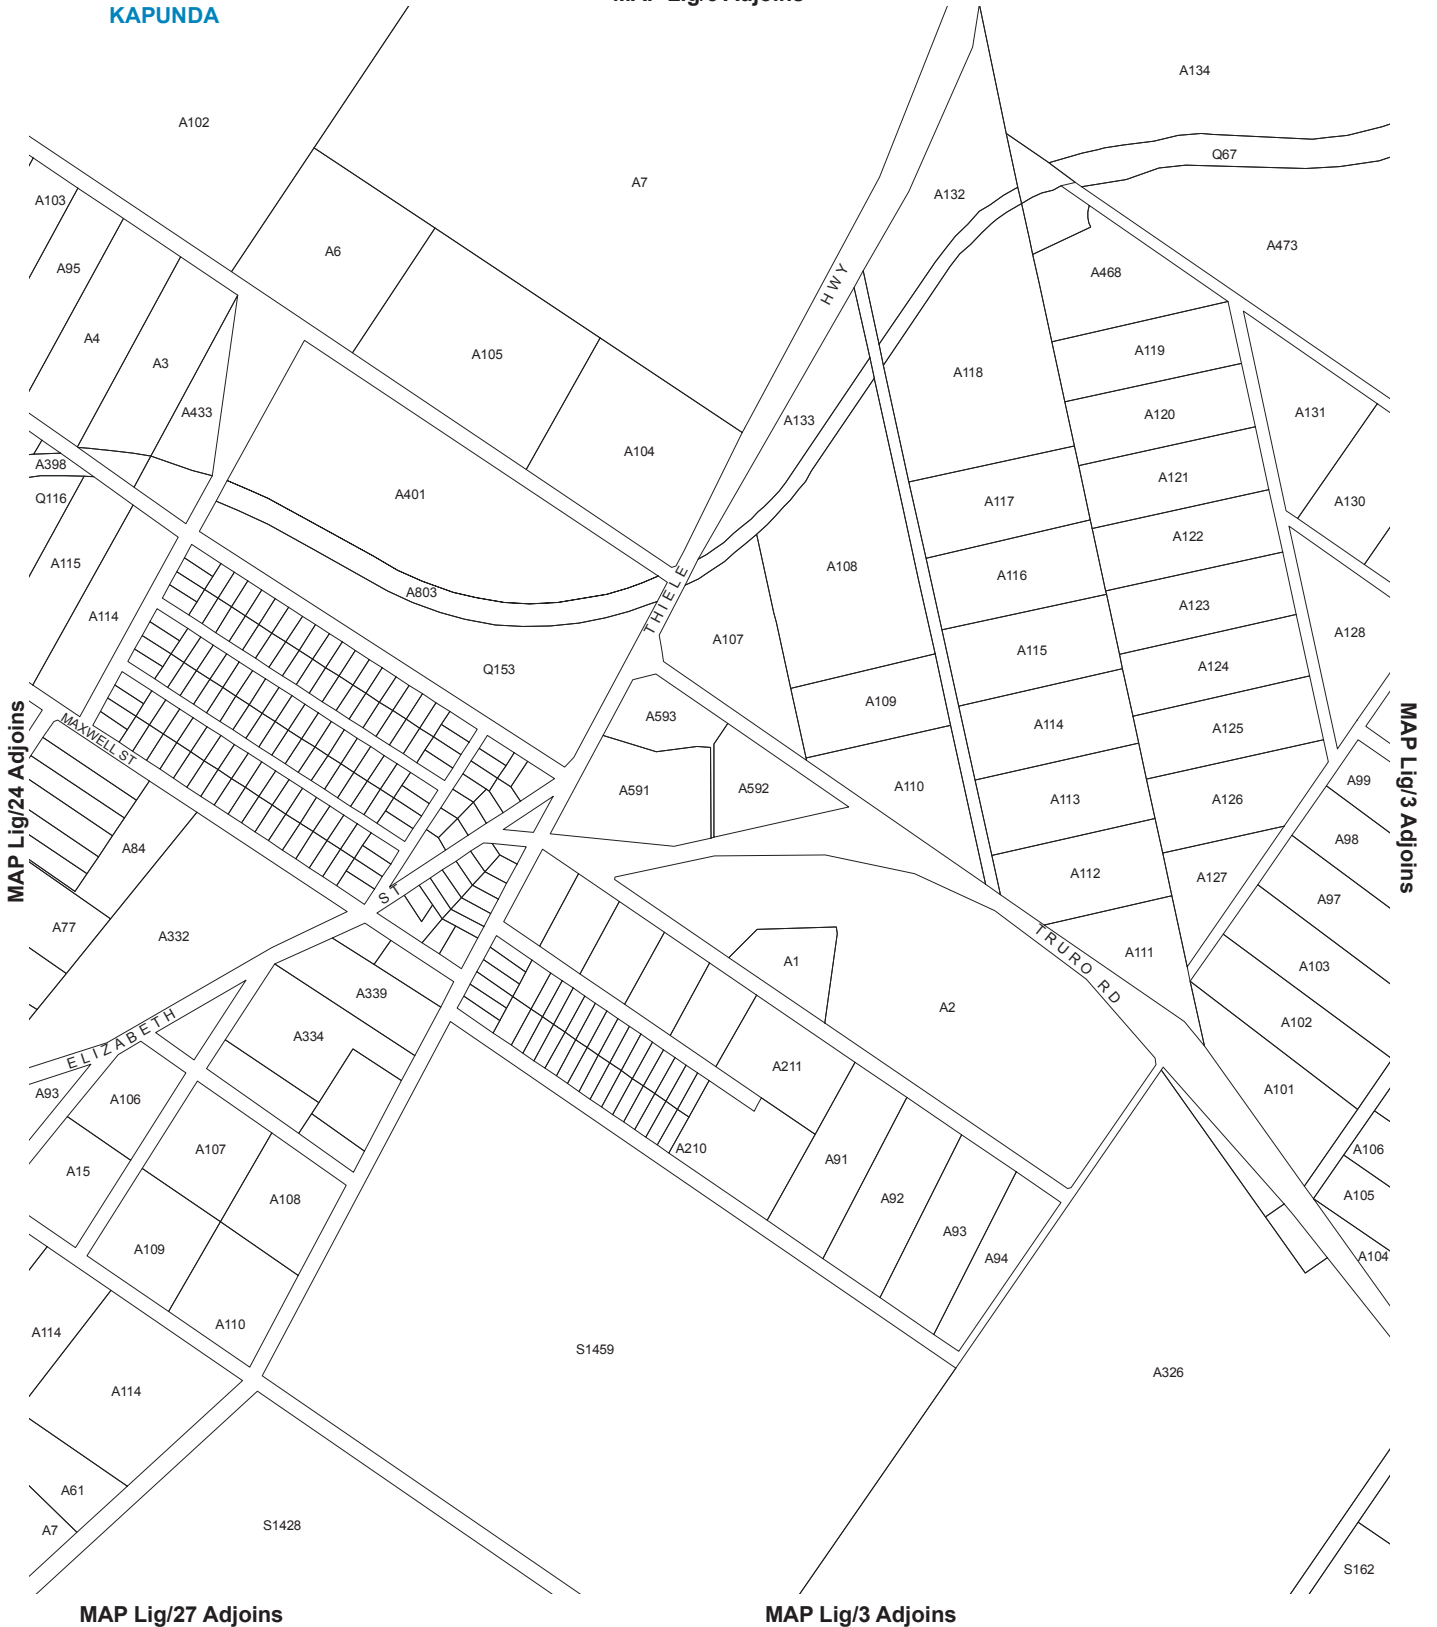 KAPUNDA
A134
A102
Q67
A7
A132
A103
A473
A6
A95
A468
HWY
A4
A119
A105
A3
A118
A433
A131
A120
A133
A104
A398
A121
A401
Q116
A117
A130
A122
A115
A108
A116
A803
THIELE
A123
A114
A107
A128
A115
Q153
A124
A109
A593
MAXWELL ST
A114
A125
MAP Lig/24 Adjoins
MAP Lig/3 Adjoins
A99
A591
A592
A110
A113
A126
A84
A98
A112
A127
ST
A97
A77
A332
TRURO RD
A111
A1
A103
A339
A2
A102
ELIZABETH
A334
A211
A93
A106
A101
A210
A107
A106
A91
A15
A105
A108
A92
A93
A109
A94
A104
A110
A114
S1459
A326
A114
A61
S1428
A7
S162
MAP Lig/27 Adjoins
MAP Lig/3 Adjoins